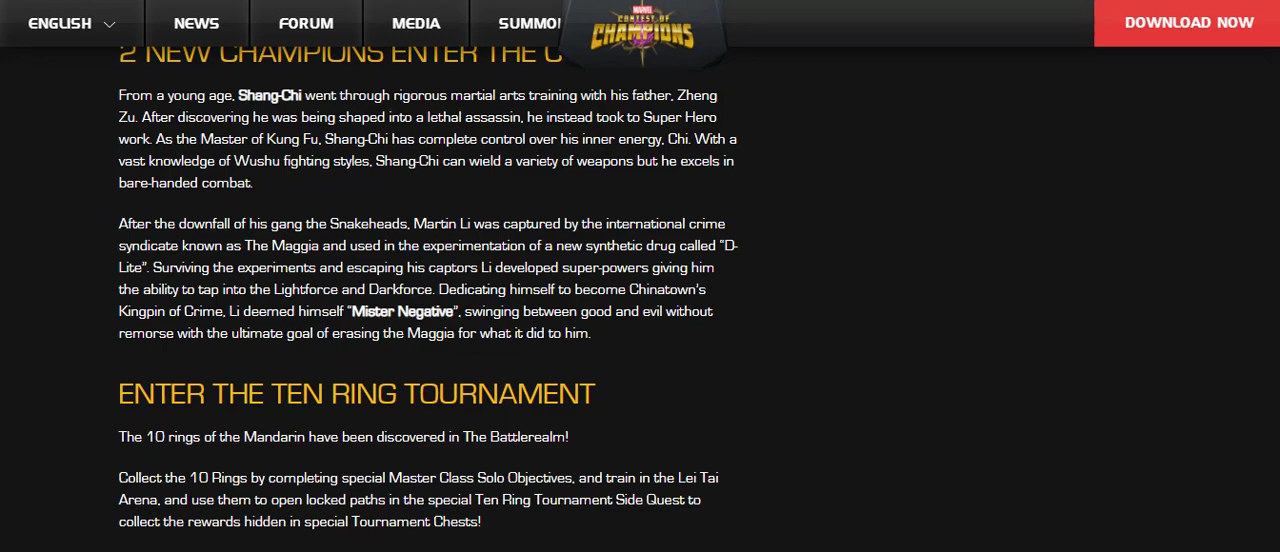 ENGLISH NEWS FORUM MEDIA SUMMO
MARVEL
CONTEST OF
CHAMPIONS
DOWNLOAD NOW
2 NEW CHAMPIONS ENTER THE C
From a young age, Shang-Chi went through rigorous martial arts training with his father, Zheng
Zu. After discovering he was being shaped into a lethal assassin, he instead took to Super Hero
work. As the Master of Kung Fu, Shang-Chi has complete control over his inner energy, Chi. With a
vast knowledge of Wushu fighting styles, Shang-Chi can wield a variety of weapons but he excels in
bare-handed combat.
After the downfall of his gang the Snakeheads, Martin Li was captured by the international crime
syndicate known as The Maggia and used in the experimentation of a new synthetic drug called “D-
Lite”. Surviving the experiments and escaping his captors Li developed super-powers giving him
the ability to tap into the Lightforce and Darkforce. Dedicating himself to become Chinatown’s
Kingpin of Crime, Li deemed himself “Mister Negative”, swinging between good and evil without
remorse with the ultimate goal of erasing the Maggia for what it did to him.
ENTER THE TEN RING TOURNAMENT
The 10 rings of the Mandarin have been discovered in The Battlerealm!
Collect the 10 Rings by completing special Master Class Solo Objectives, and train in the Lei Tai
Arena, and use them to open locked paths in the special Ten Ring Tournament Side Quest to
collect the rewards hidden in special Tournament Chests!